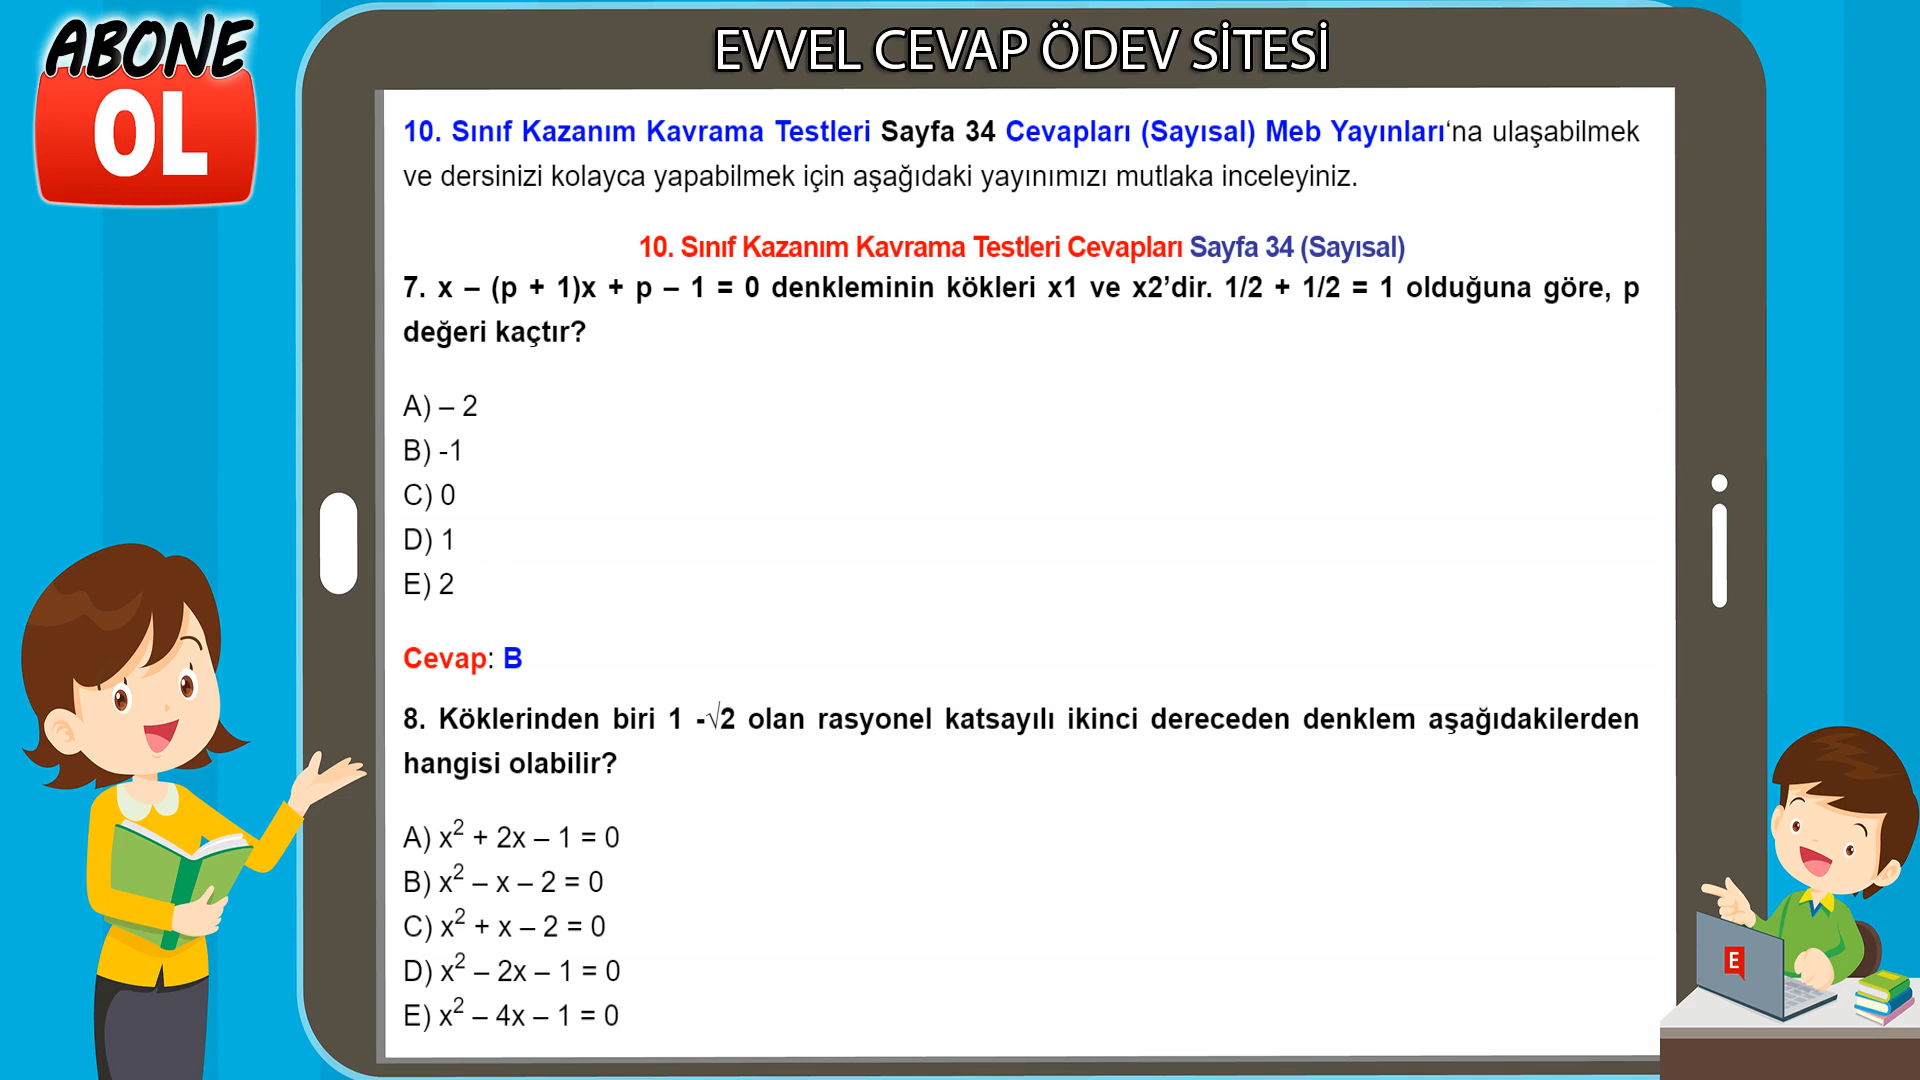 ABONE
OL
EVVEL CEVAP ÖDEV SİTESİ
10. Sınıf Kazanım Kavrama Testleri Sayfa 34 Cevapları (Sayısal) Meb Yayınları‘na ulaşabilmek
ve dersinizi kolayca yapabilmek için aşağıdaki yayınımızı mutlaka inceleyiniz.
10. Sınıf Kazanım Kavrama Testleri Cevapları Sayfa 34 (Sayısal)
7. x – (p + 1)x + p – 1 = 0 denkleminin kökleri x1 ve x2’dir. 1/2 + 1/2 = 1 olduğuna göre, p
değeri kaçtır?
A) – 2
B) -1
C) 0
D) 1
E) 2
Cevap: B
8. Köklerinden biri 1 -√2 olan rasyonel katsayılı ikinci dereceden denklem aşağıdakilerden
hangisi olabilir?
A) x² + 2x – 1 = 0
B) x² – x – 2 = 0
C) x² + x – 2 = 0
D) x² – 2x – 1 = 0
E) x² – 4x – 1 = 0
E